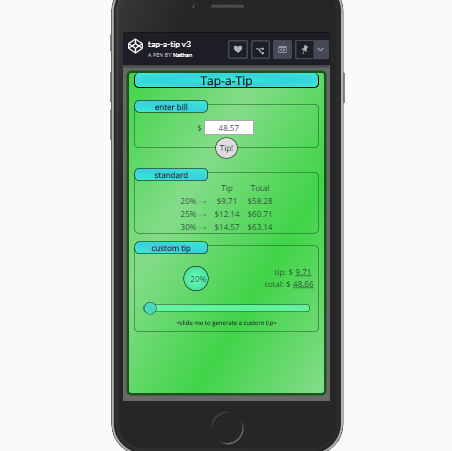 tap-a-tip v3
A PEN BY Nathan
Tap-a-Tip
enter bill
$ 48.57
Tip!
standard
Tip Total
20% → $9.71 $58.28
25% → $12.14 $60.71
30% → $14.57 $63.14
custom tip
20%
tip: $ 9.71
total: $ 48.66
<slide me to generate a custom tip>